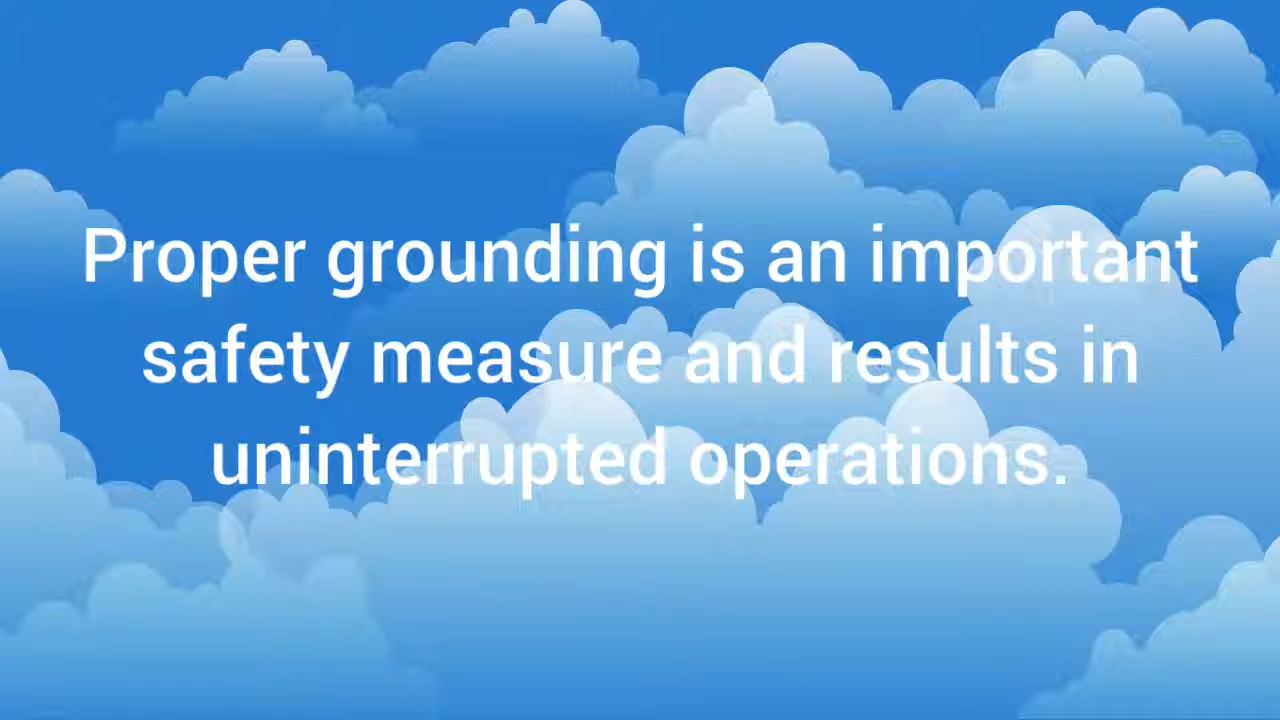 Proper grounding is an important
safety measure and results in
uninterrupted operations.